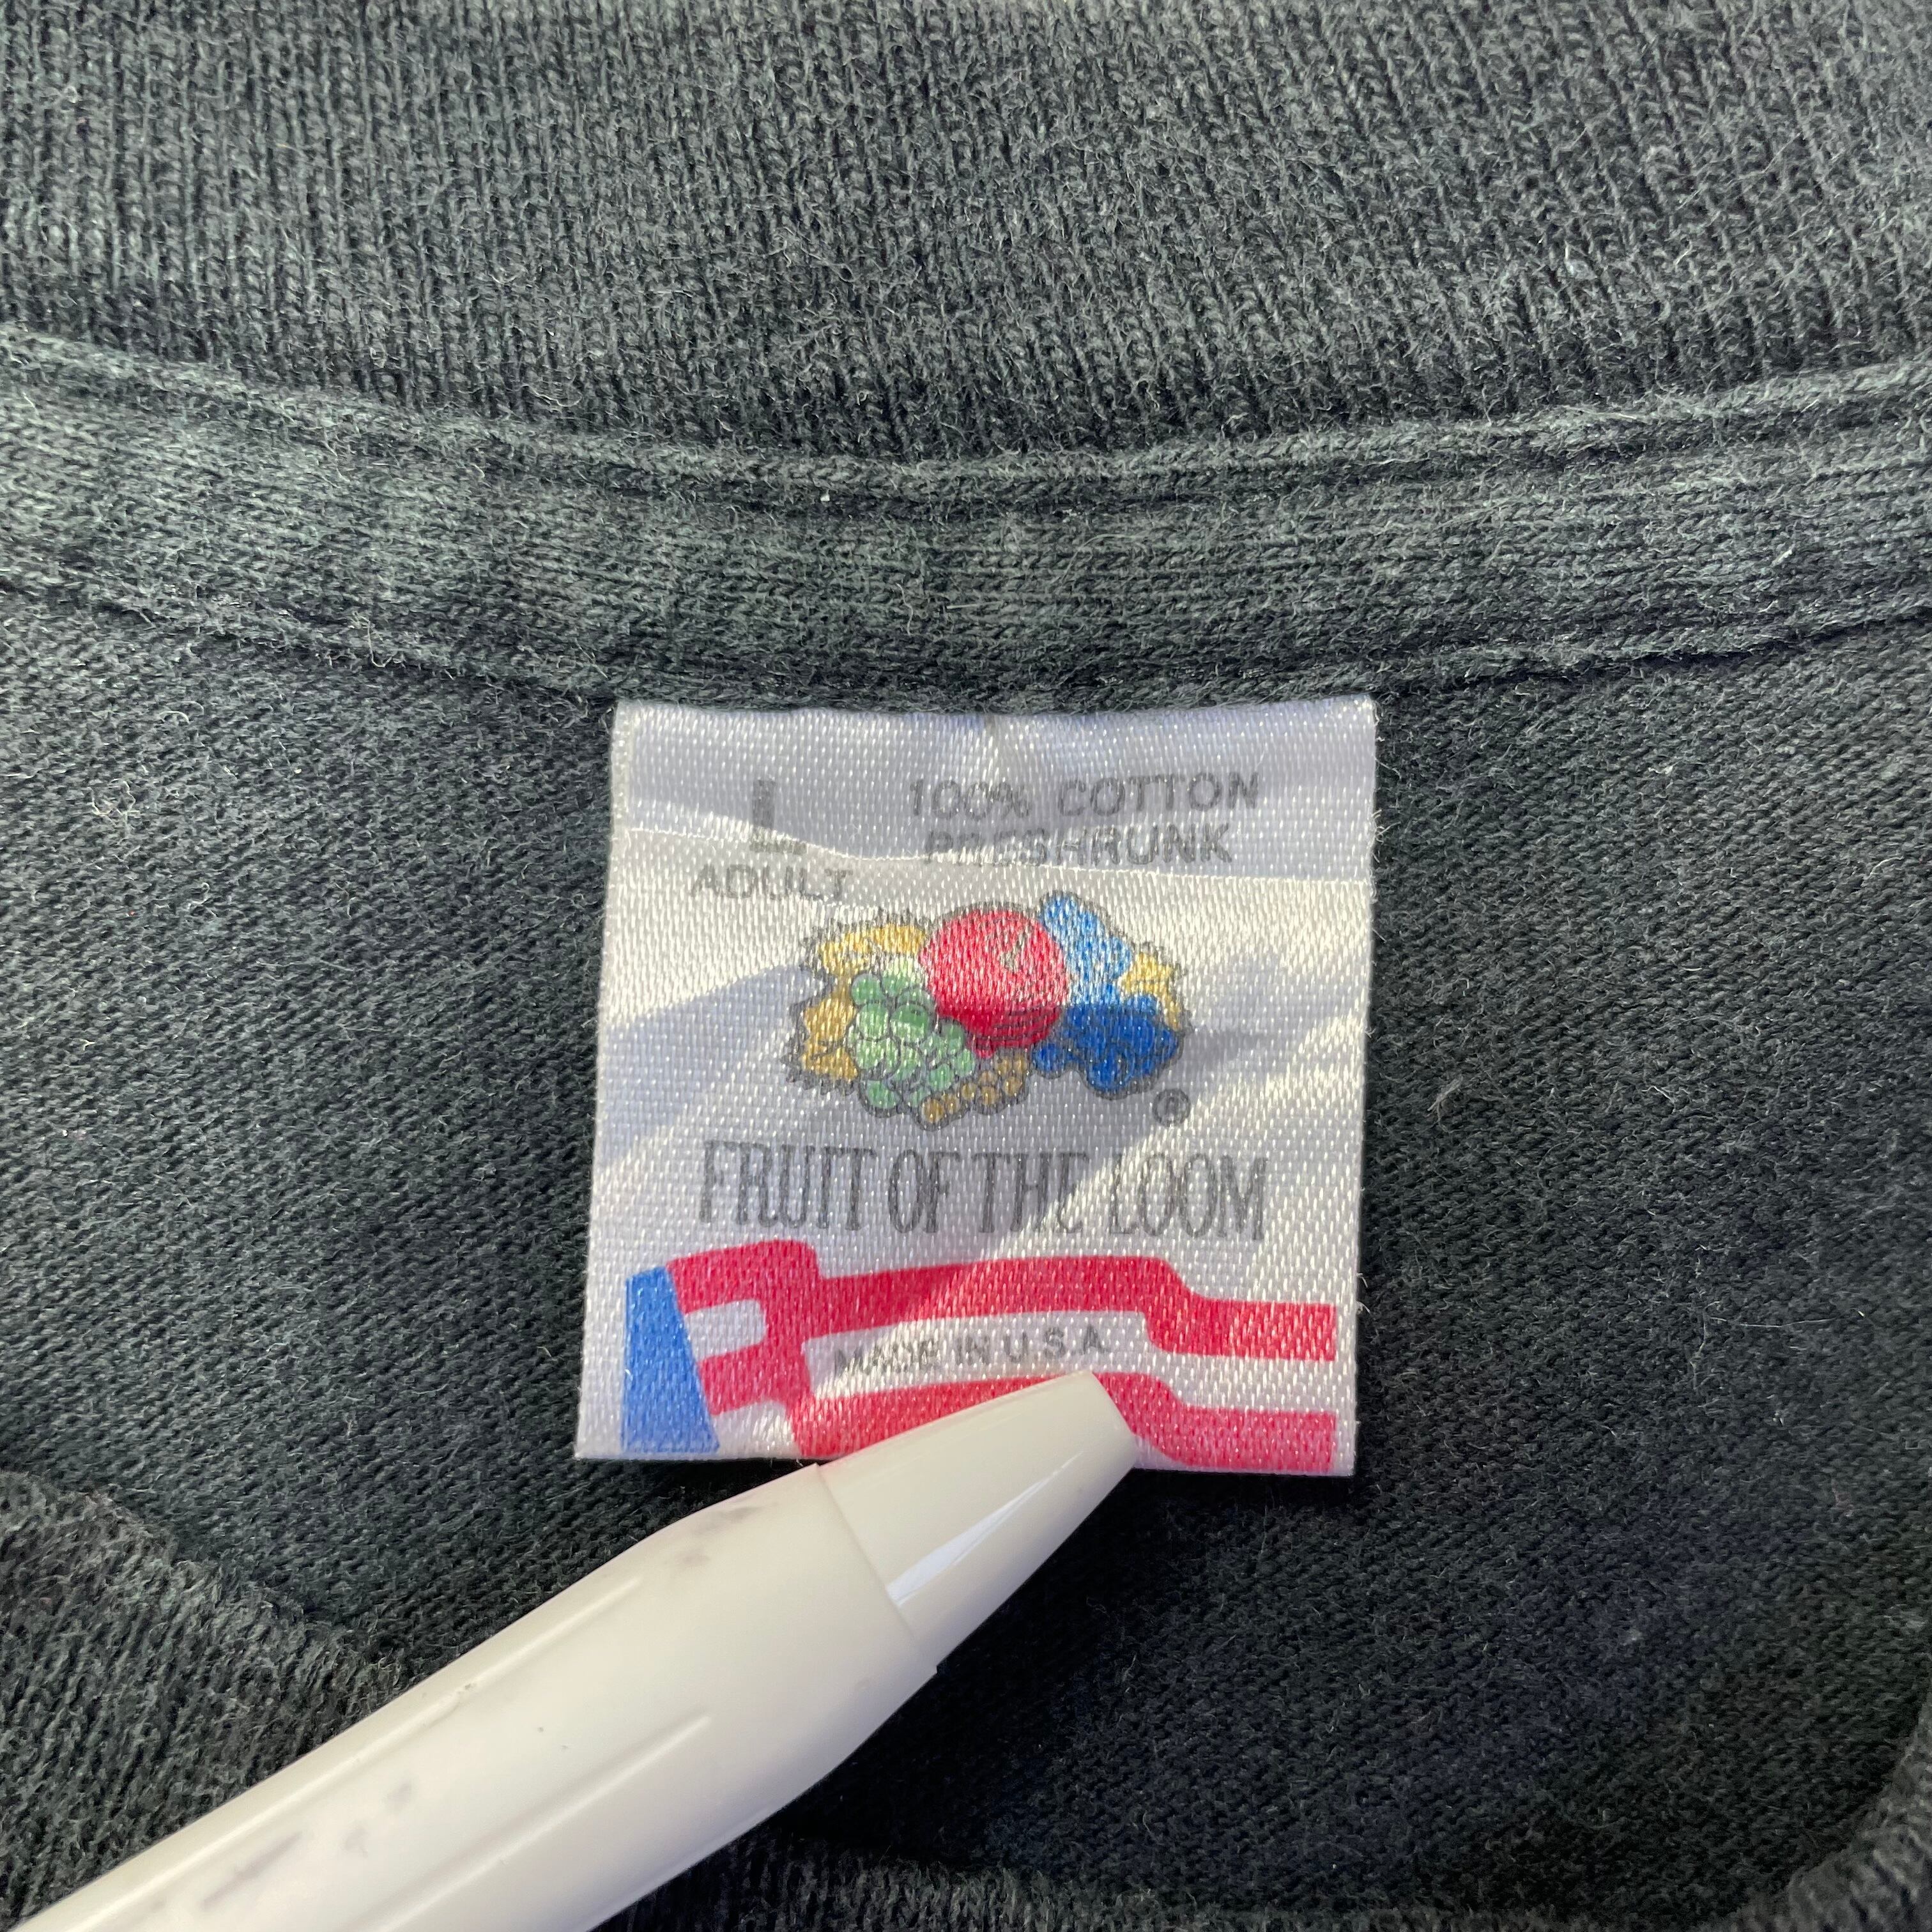 L
100% COTTON
PRESHRUNK
ADULT
®
FRUIT OF THE LOOM
MADE IN U.S.A.